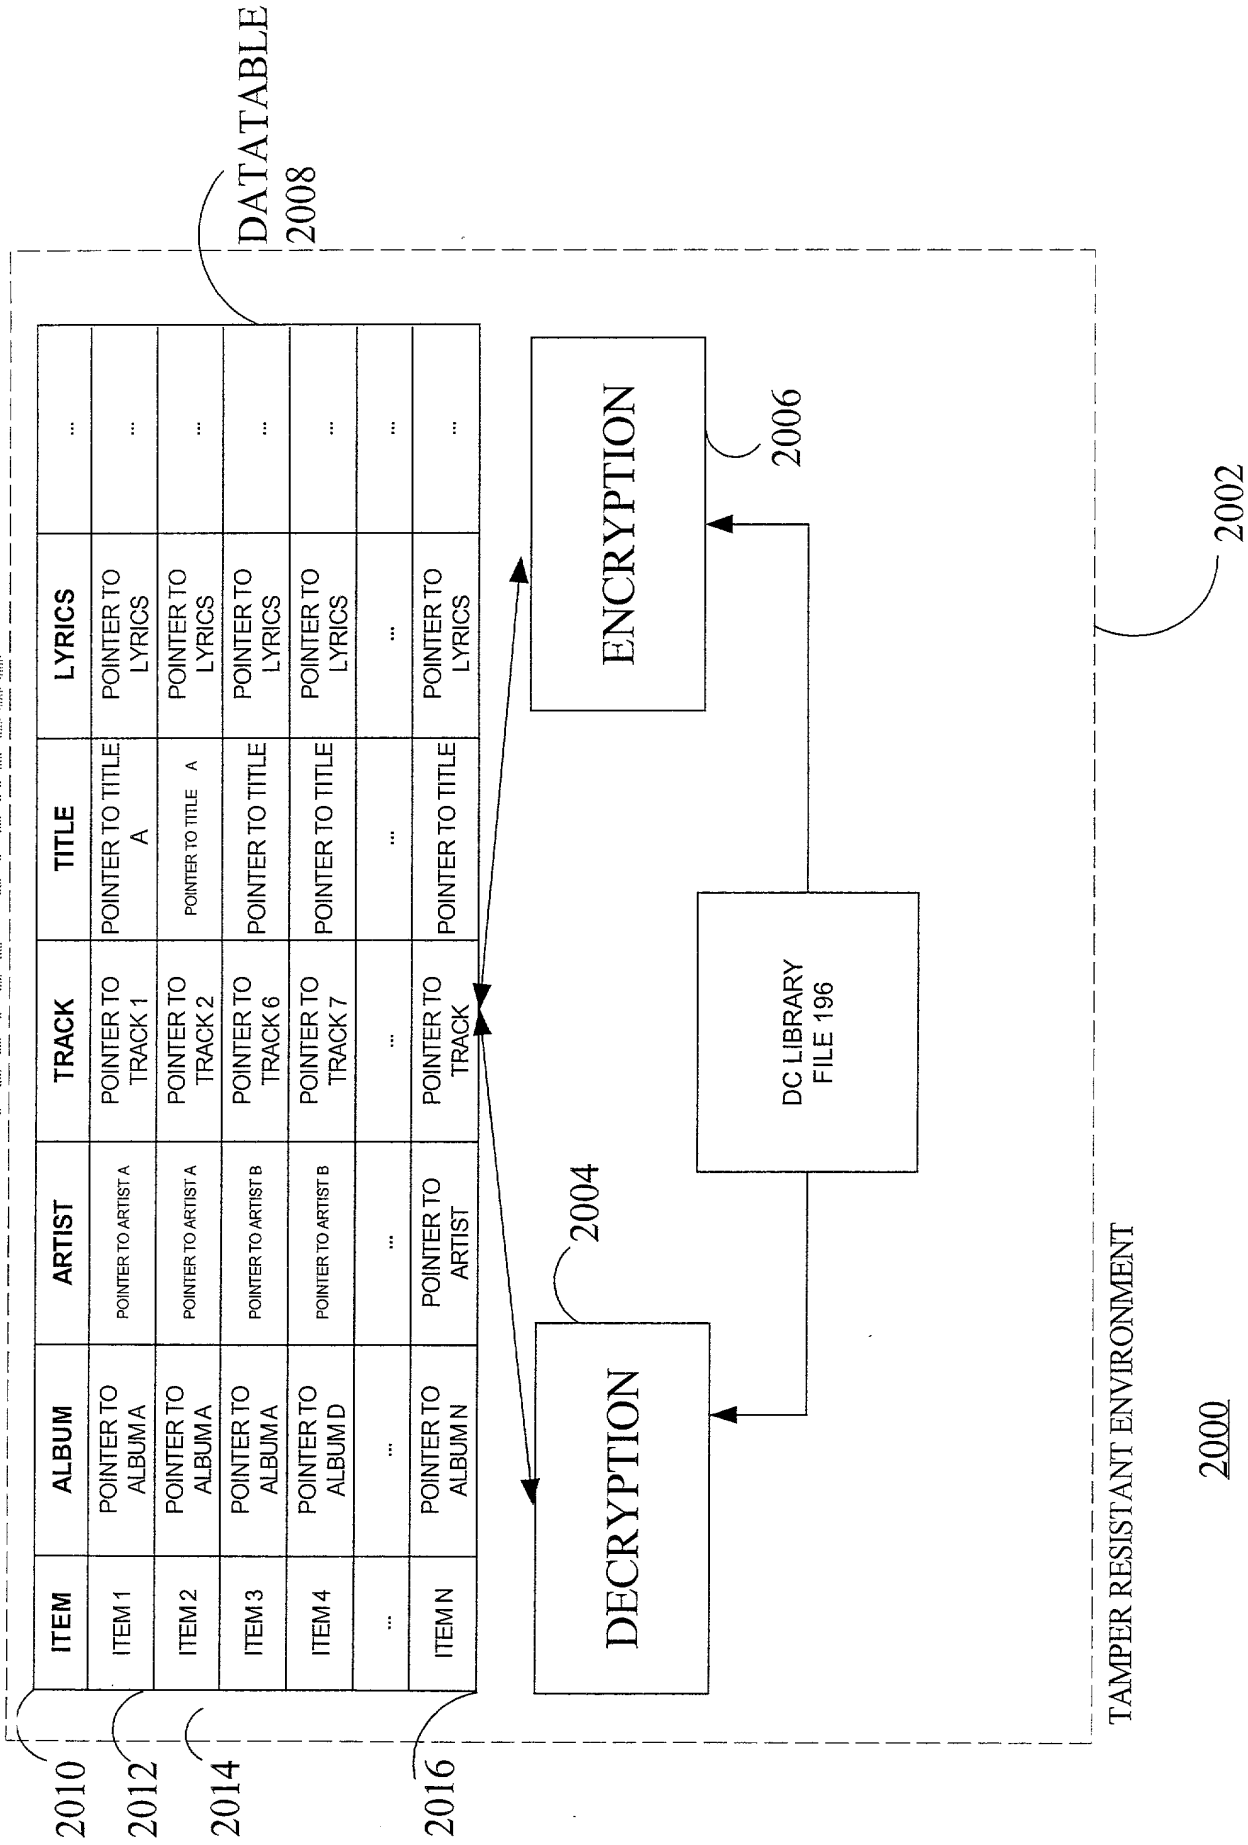 DATATABLE
2008
2010
ITEM ALBUM ARTIST TRACK TITLE LYRICS ...
2012
ITEM 1 POINTER TO ALBUM A POINTER TO ARTIST A POINTER TO TRACK 1 POINTER TO TITLE A POINTER TO LYRICS ...
2014
ITEM 2 POINTER TO ALBUM A POINTER TO ARTIST A POINTER TO TRACK 2 POINTER TO TITLE A POINTER TO LYRICS ...
ITEM 3 POINTER TO ALBUM A POINTER TO ARTIST B POINTER TO TRACK 6 POINTER TO TITLE POINTER TO LYRICS ...
ITEM 4 POINTER TO ALBUM D POINTER TO ARTIST B POINTER TO TRACK 7 POINTER TO TITLE POINTER TO LYRICS ...
... ... ... ... ... ... ...
2016
ITEM N POINTER TO ALBUM N POINTER TO ARTIST POINTER TO TRACK POINTER TO TITLE POINTER TO LYRICS ...
DECRYPTION
2004
ENCRYPTION
2006
DC LIBRARY
FILE 196
TAMPER RESISTANT ENVIRONMENT
2002
2000